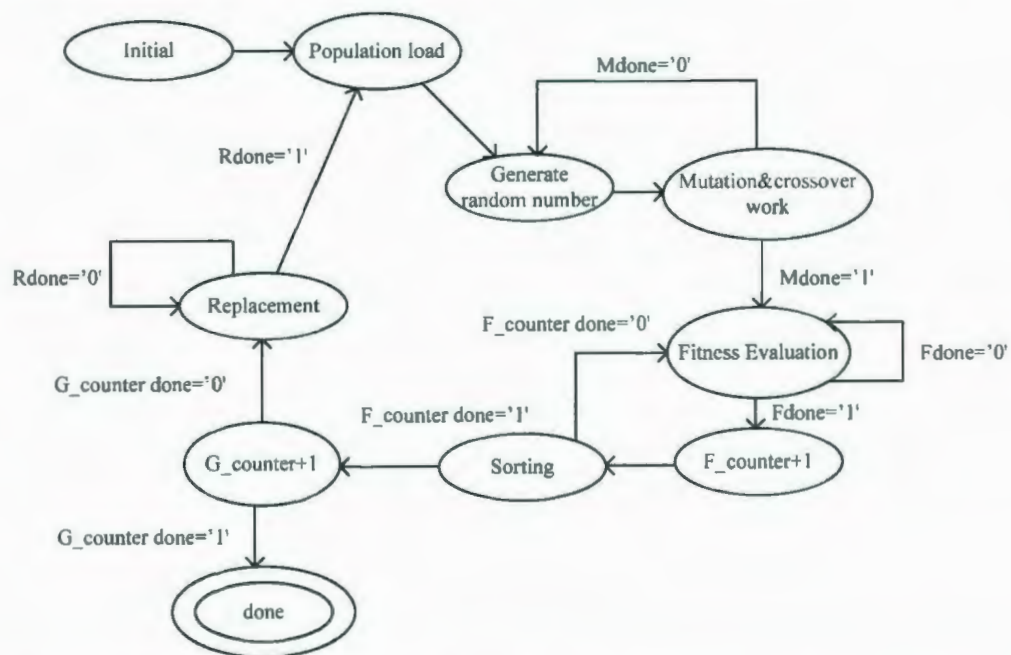 Initial
Population load
Mdone='0'
Rdone='1'
Generate
random number
Mutation&crossover
work
Rdone='0'
Replacement
Mdone='1'
F_counter done='0'
Fitness Evaluation
Fdone='0'
G_counter done='0'
F_counter done='1'
Fdone='1'
G_counter+1
Sorting
F_counter+1
G_counter done='1'
done